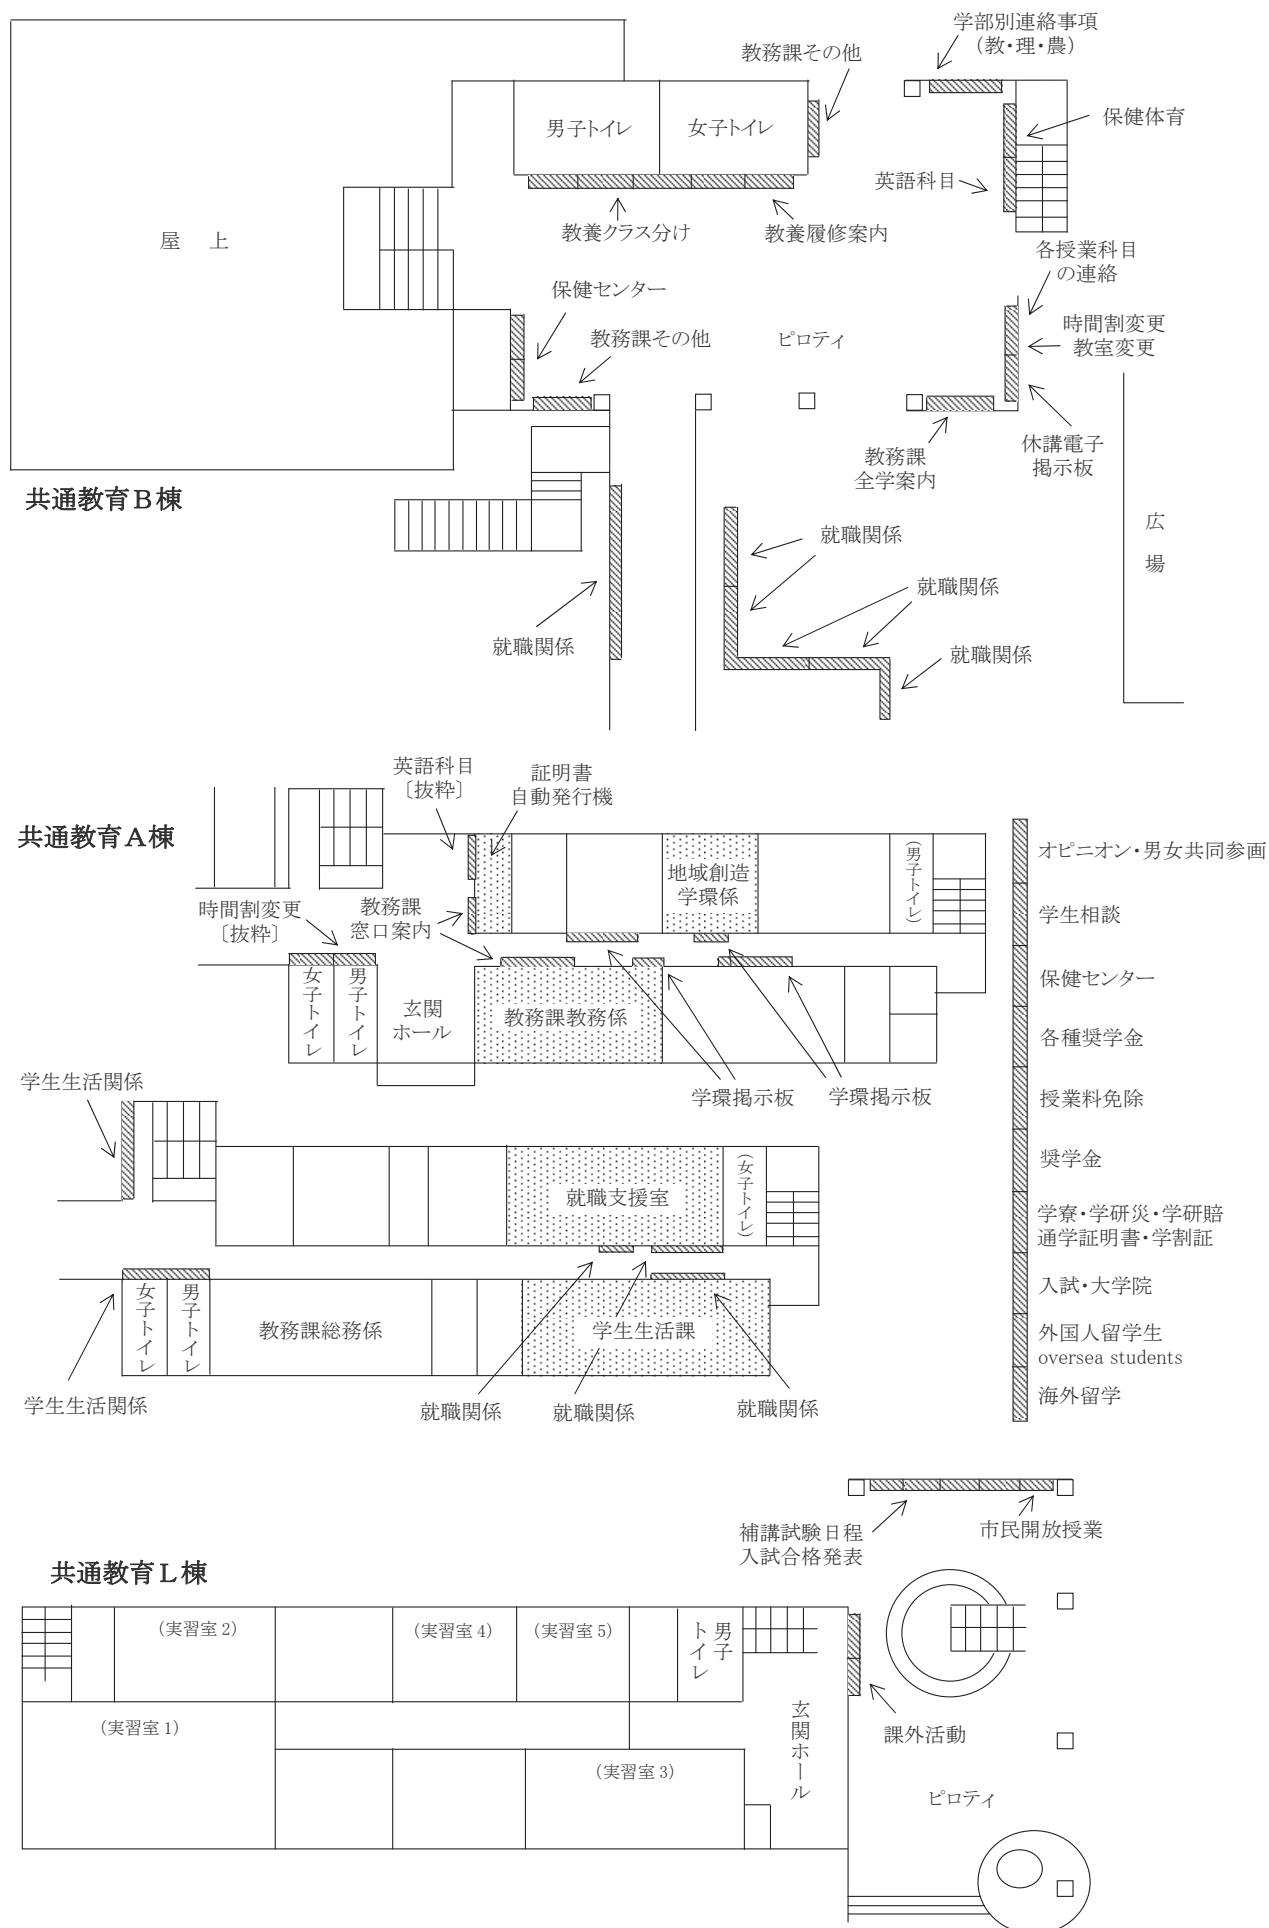 学部別連絡事項
（教・理・農）
教務課その他
男子トイレ
女子トイレ
保健体育
英語科目
教養クラス分け
教養履修案内
屋　上
各授業科目
の連絡
保健センター
教務課その他
ピロティ
時間割変更
教室変更
教務課
全学案内
休講電子
掲示板
共通教育Ｂ棟
広
場
就職関係
就職関係
就職関係
就職関係
共通教育Ａ棟
英語科目
〔抜粋〕
証明書
自動発行機
時間割変更
〔抜粋〕
教務課
窓口案内
地域創造
学環係
（男子トイレ）
女子トイレ
男子トイレ
玄関
ホール
教務課教務係
学環掲示板
学環掲示板
学生生活関係
就職支援室
（女子トイレ）
女子トイレ
男子トイレ
教務課総務係
学生生活課
学生生活関係
就職関係
就職関係
就職関係
オピニオン・男女共同参画
学生相談
保健センター
各種奨学金
授業料免除
奨学金
学寮・学研災・学研賠
通学証明書・学割証
入試・大学院
外国人留学生
oversea students
海外留学
補講試験日程
入試合格発表
市民開放授業
共通教育Ｌ棟
（実習室 2）
（実習室 4）
（実習室 5）
男子
トイレ
（実習室 1）
（実習室 3）
玄関ホール
課外活動
ピロティ